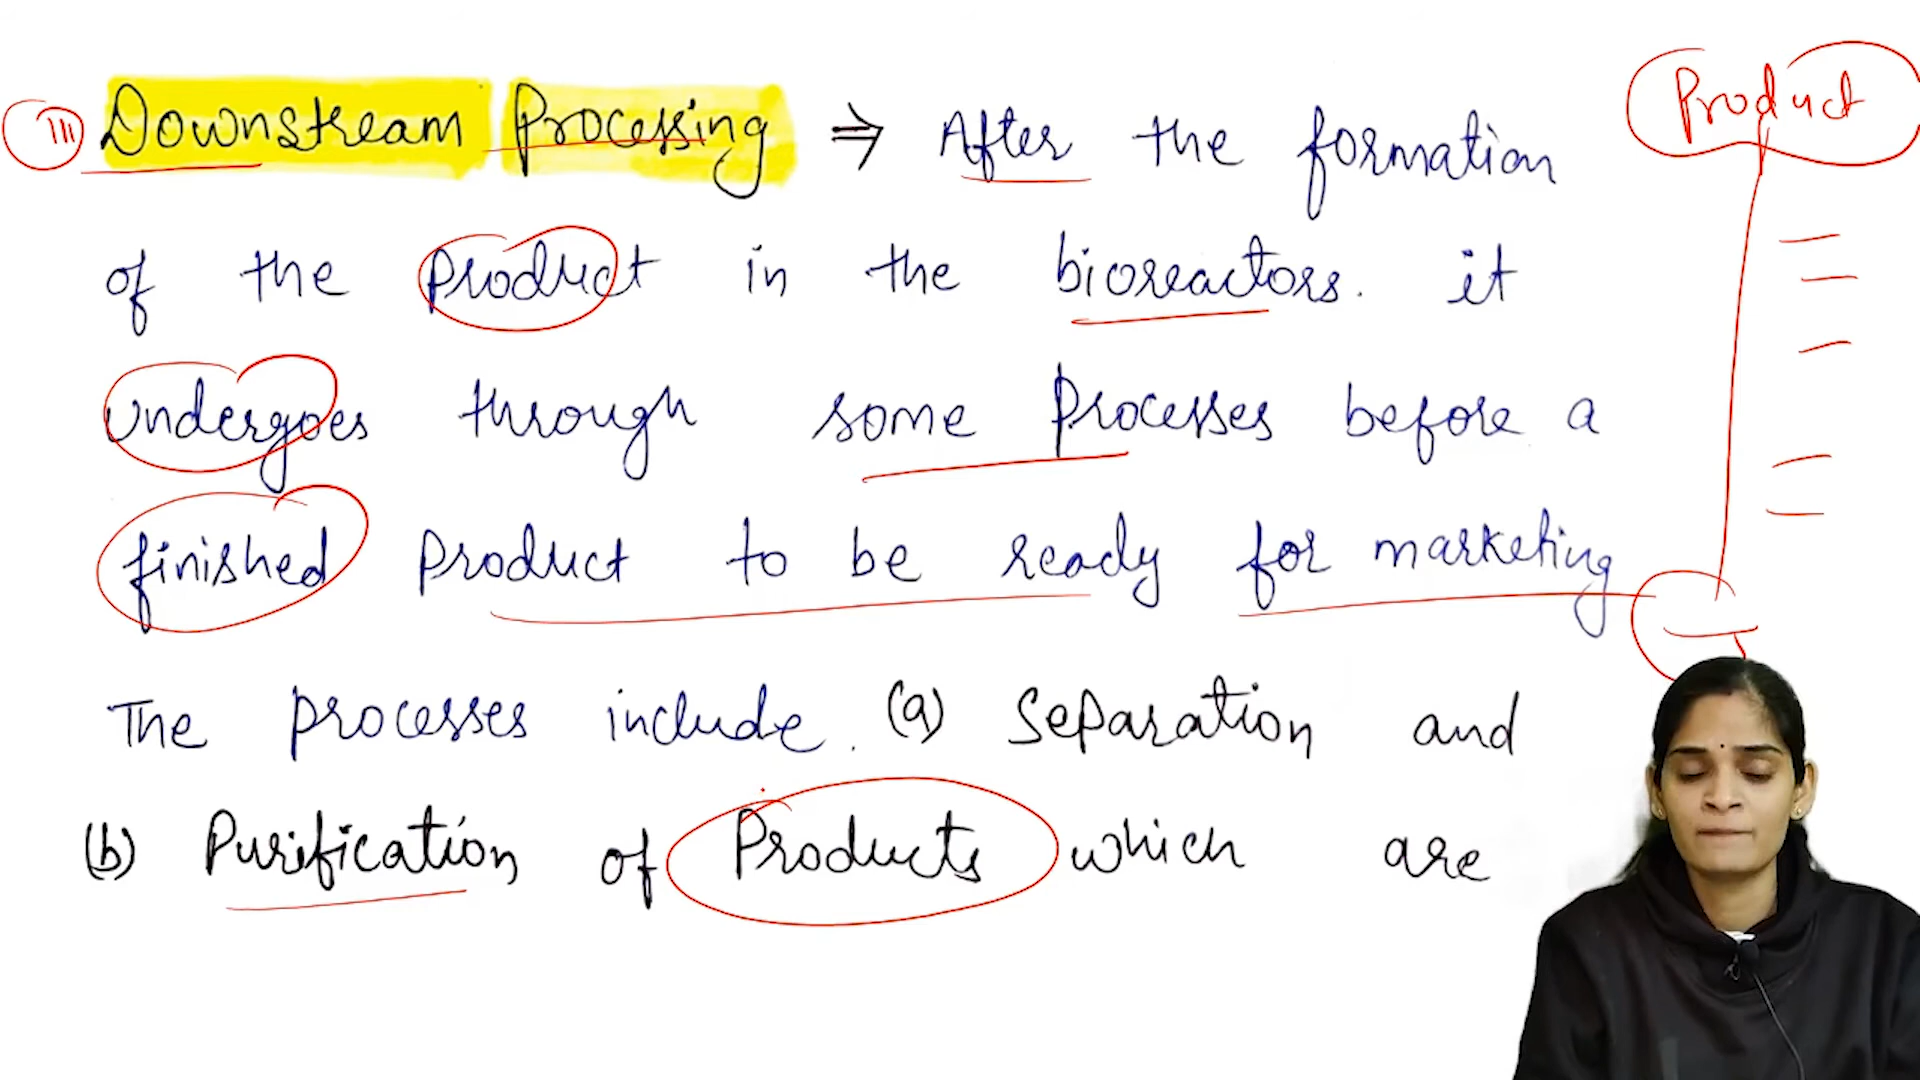 III Downstream Processing ⇒ After the formation
of the Product in the bioreactors. it
undergoes through some Processes before a
finished Product to be ready for marketing
The processes include. (a) Separation and
(b) Purification of Products which are
Product